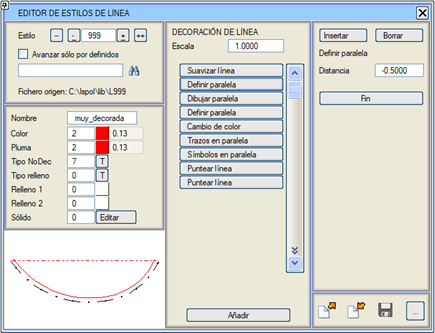 EDITOR DE ESTILOS DE LÍNEA
Estilo - _ 999 + ++
Avanzar sólo por definidos
Fichero origen: C:\Ispol\lib\L999
Nombre muy_decorada
Color 2 0.13
Pluma 2 0.13
Tipo NoDec 7 T
Tipo relleno 0 T
Relleno 1 0
Relleno 2 0
Sólido 0 Editar
DECORACIÓN DE LÍNEA
Escala 1.0000
Suavizar línea
Definir paralela
Dibujar paralela
Definir paralela
Cambio de color
Trazos en paralela
Símbolos en paralela
Puntear línea
Puntear línea
Añadir
Insertar Borrar
Definir paralela
Distancia -0.5000
Fin
...